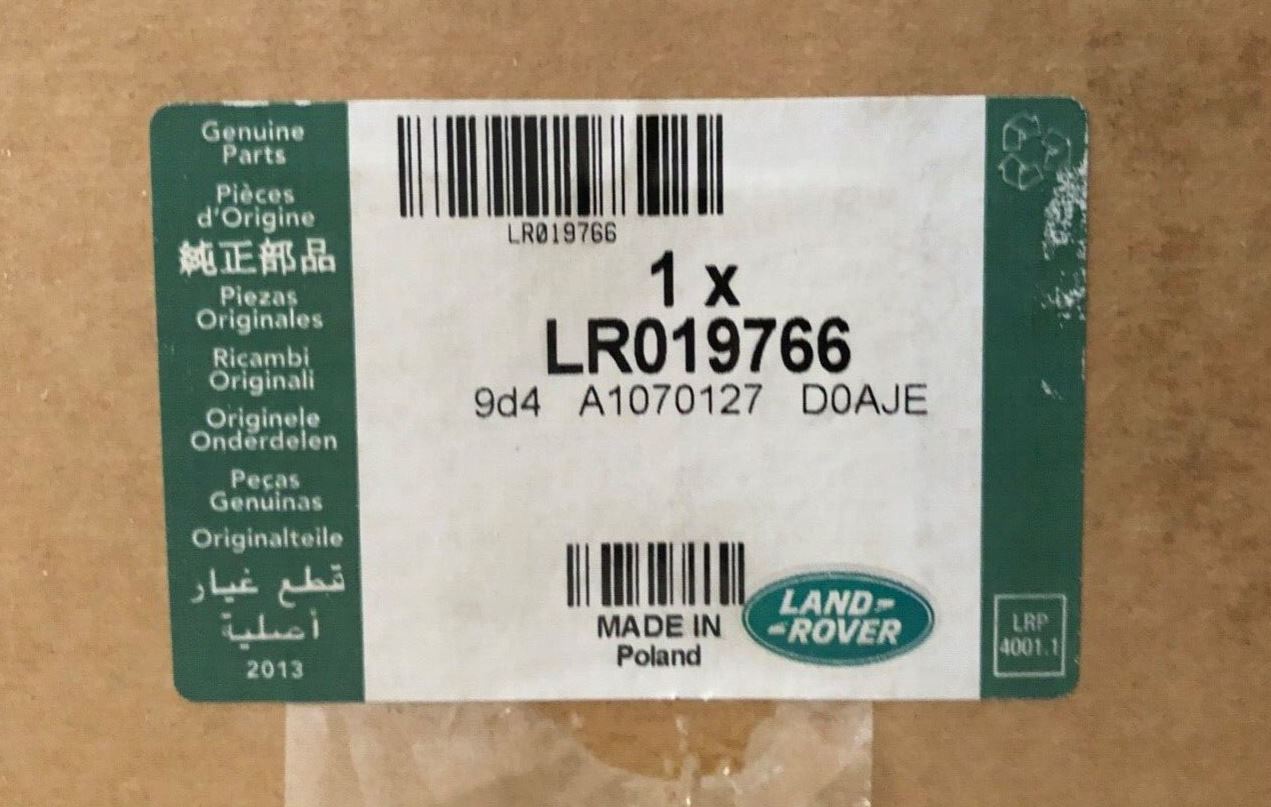 Genuine
Parts
Pièces
d'Origine
純正部品
Piezas
Originales
Ricambi
Originali
Originele
Onderdelen
Peças
Genuinas
Originalteile
قطع غيار
أصلية
2013
LR019766
1 x
LR019766
9d4 A1070127 D0AJE
MADE IN
Poland
LAND-
-ROVER
LRP
4001.1